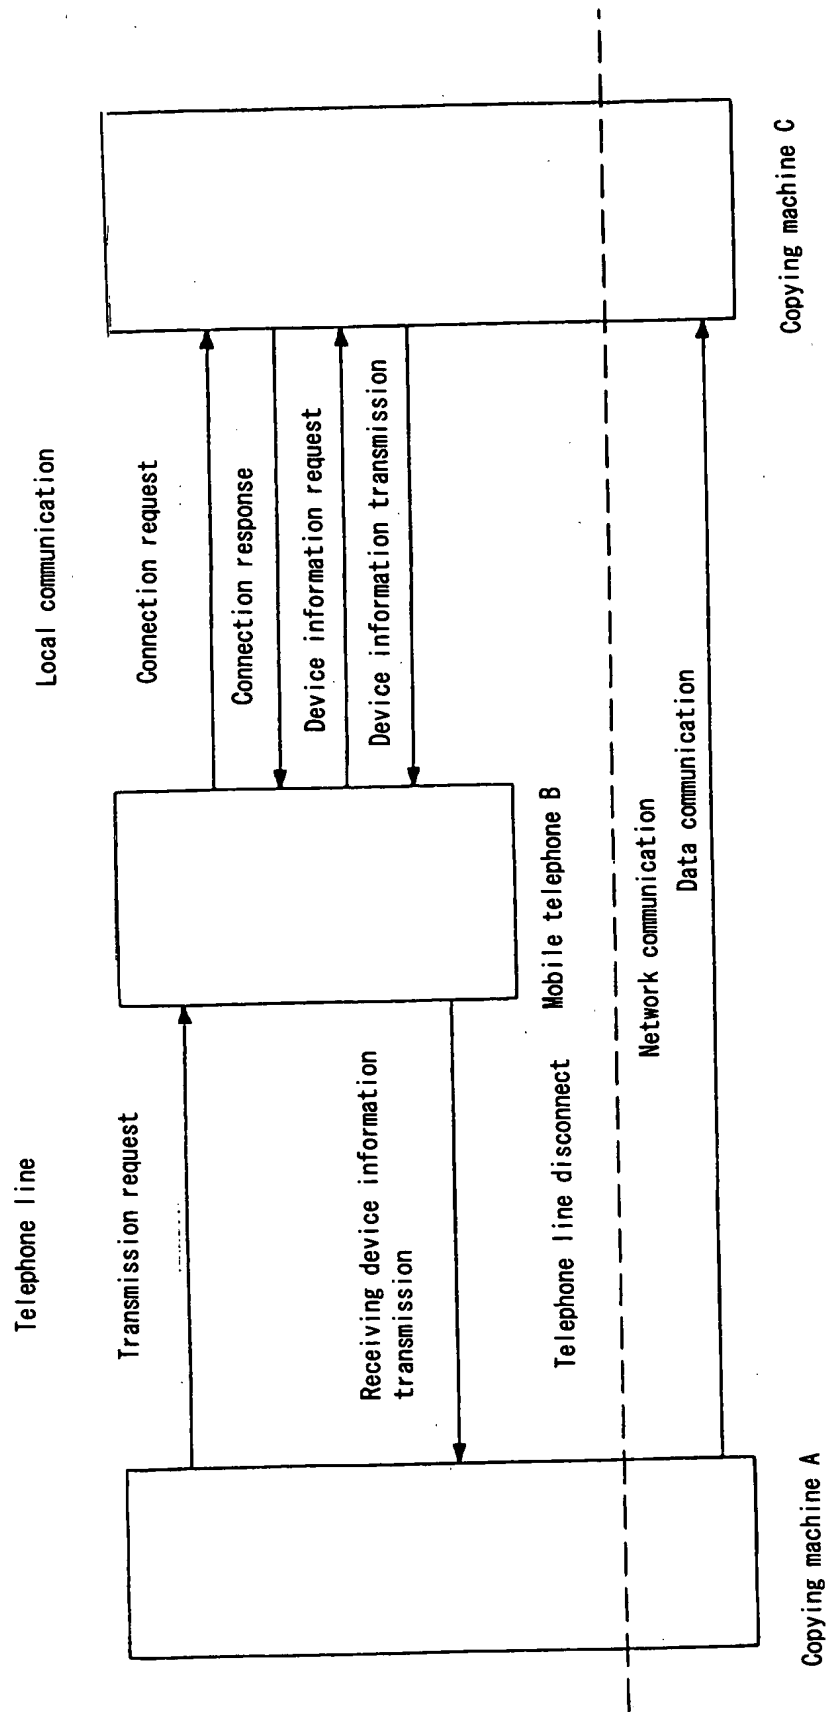 Telephone line
Local communication
Transmission request
Connection request
Connection response
Device information request
Receiving device information
transmission
Device information transmission
Telephone line disconnect
Mobile telephone B
Network communication
Data communication
Copying machine A
Copying machine C